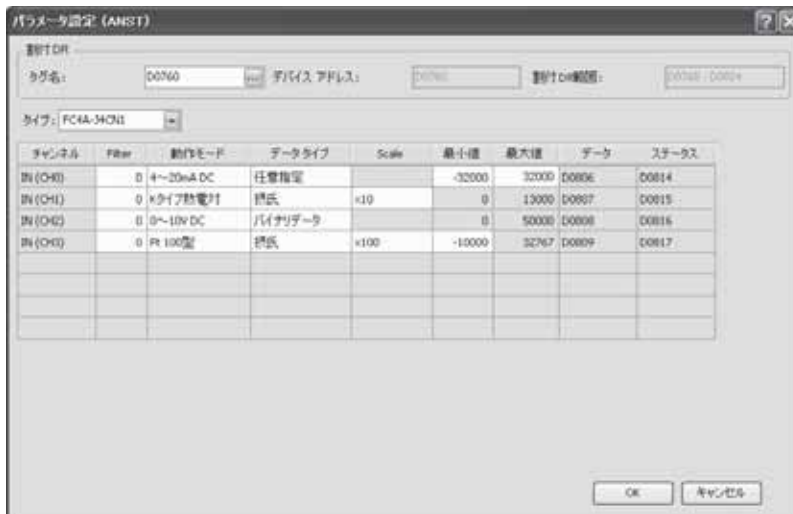 パラメータ設定 (ANST)
割付 DR
タグ名: D0760 ... デバイス アドレス: D0760 割付 DR範囲:
タイプ: FC4A-J4CN1
チャンネル Filter 動作モード データ タイプ Scale 最小値 最大値 データ ステータス
IN (CH0) 0 4～20mA DC 任意指定 -32000 32000 D0806 D0814
IN (CH1) 0 Kタイプ熱電対 摂氏 x10 0 13000 D0807 D0815
IN (CH2) 0 0～10V DC バイナリデータ 0 50000 D0808 D0816
IN (CH3) 0 Pt 100型 摂氏 x100 -10000 32767 D0809 D0817
OK キャンセル